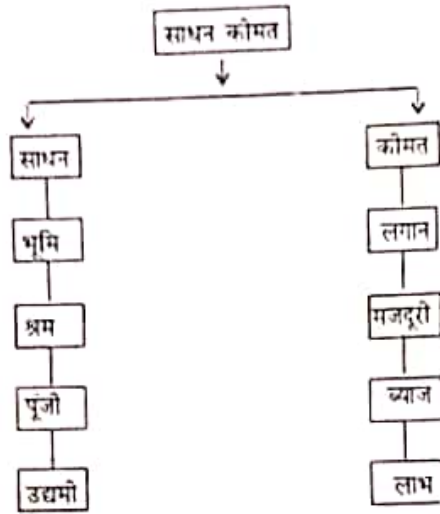 साधन कीमत
साधन
कीमत
भूमि
लगान
श्रम
मजदूरी
पूंजी
ब्याज
उद्यमी
लाभ